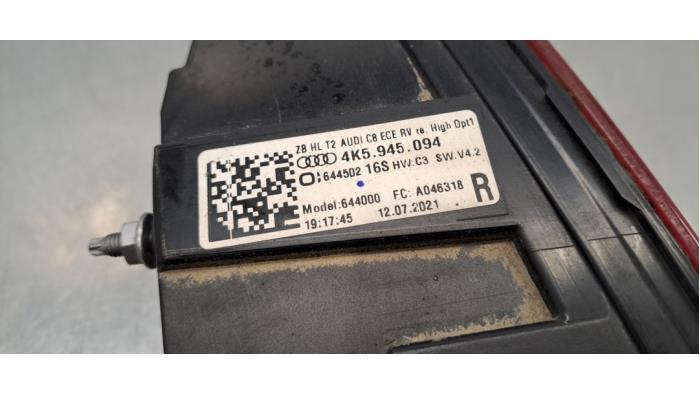 ZB HL T2 AUDI C8 ECE RV re. High Opt1
4K5.945.094
644502 16S HW:C3 SW:V4.2
Model:644000 FC: A046318 R
19:17:45 12.07.2021